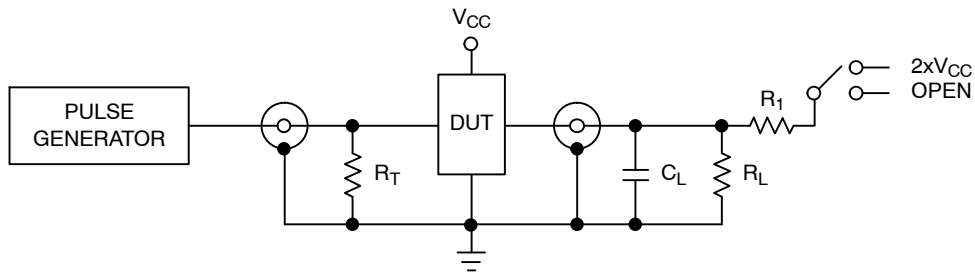 V_CC
PULSE
GENERATOR
DUT
R_T
C_L
R_L
R_1
2xV_CC
OPEN